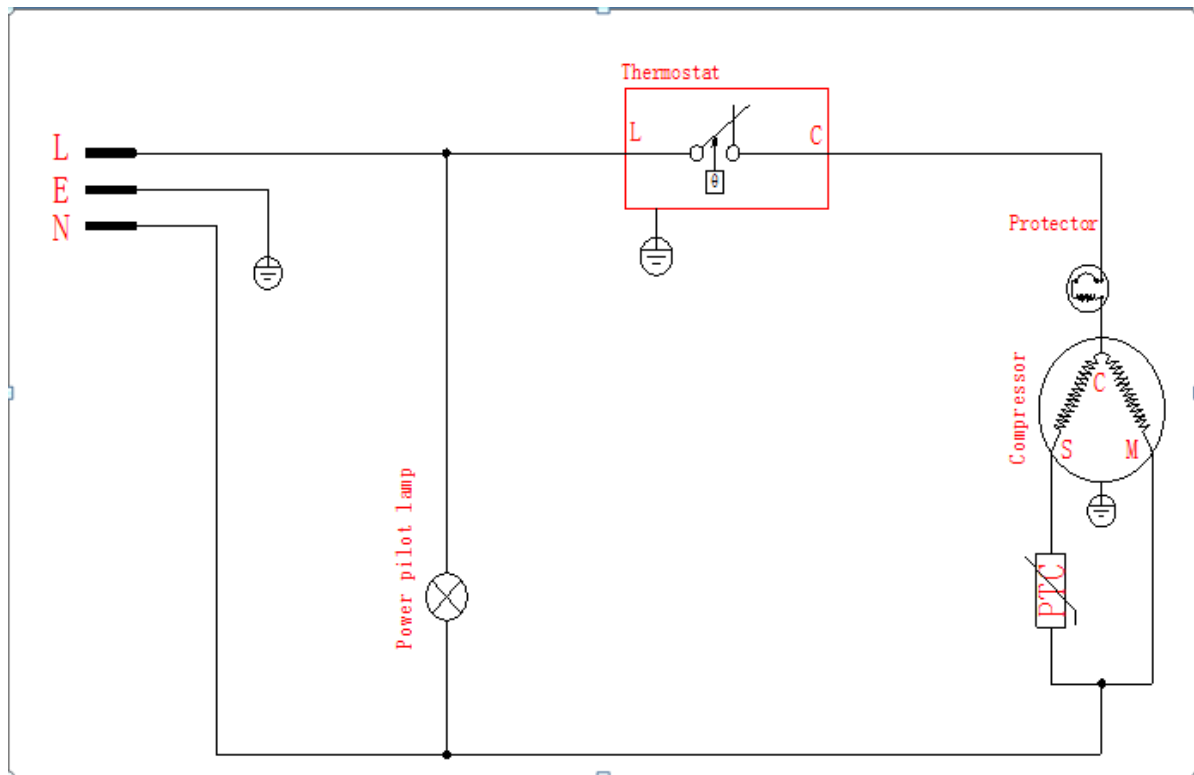 Thermostat
L
L
C
E
θ
N
Protector
Compressor
C
S
M
Power pilot lamp
PTC